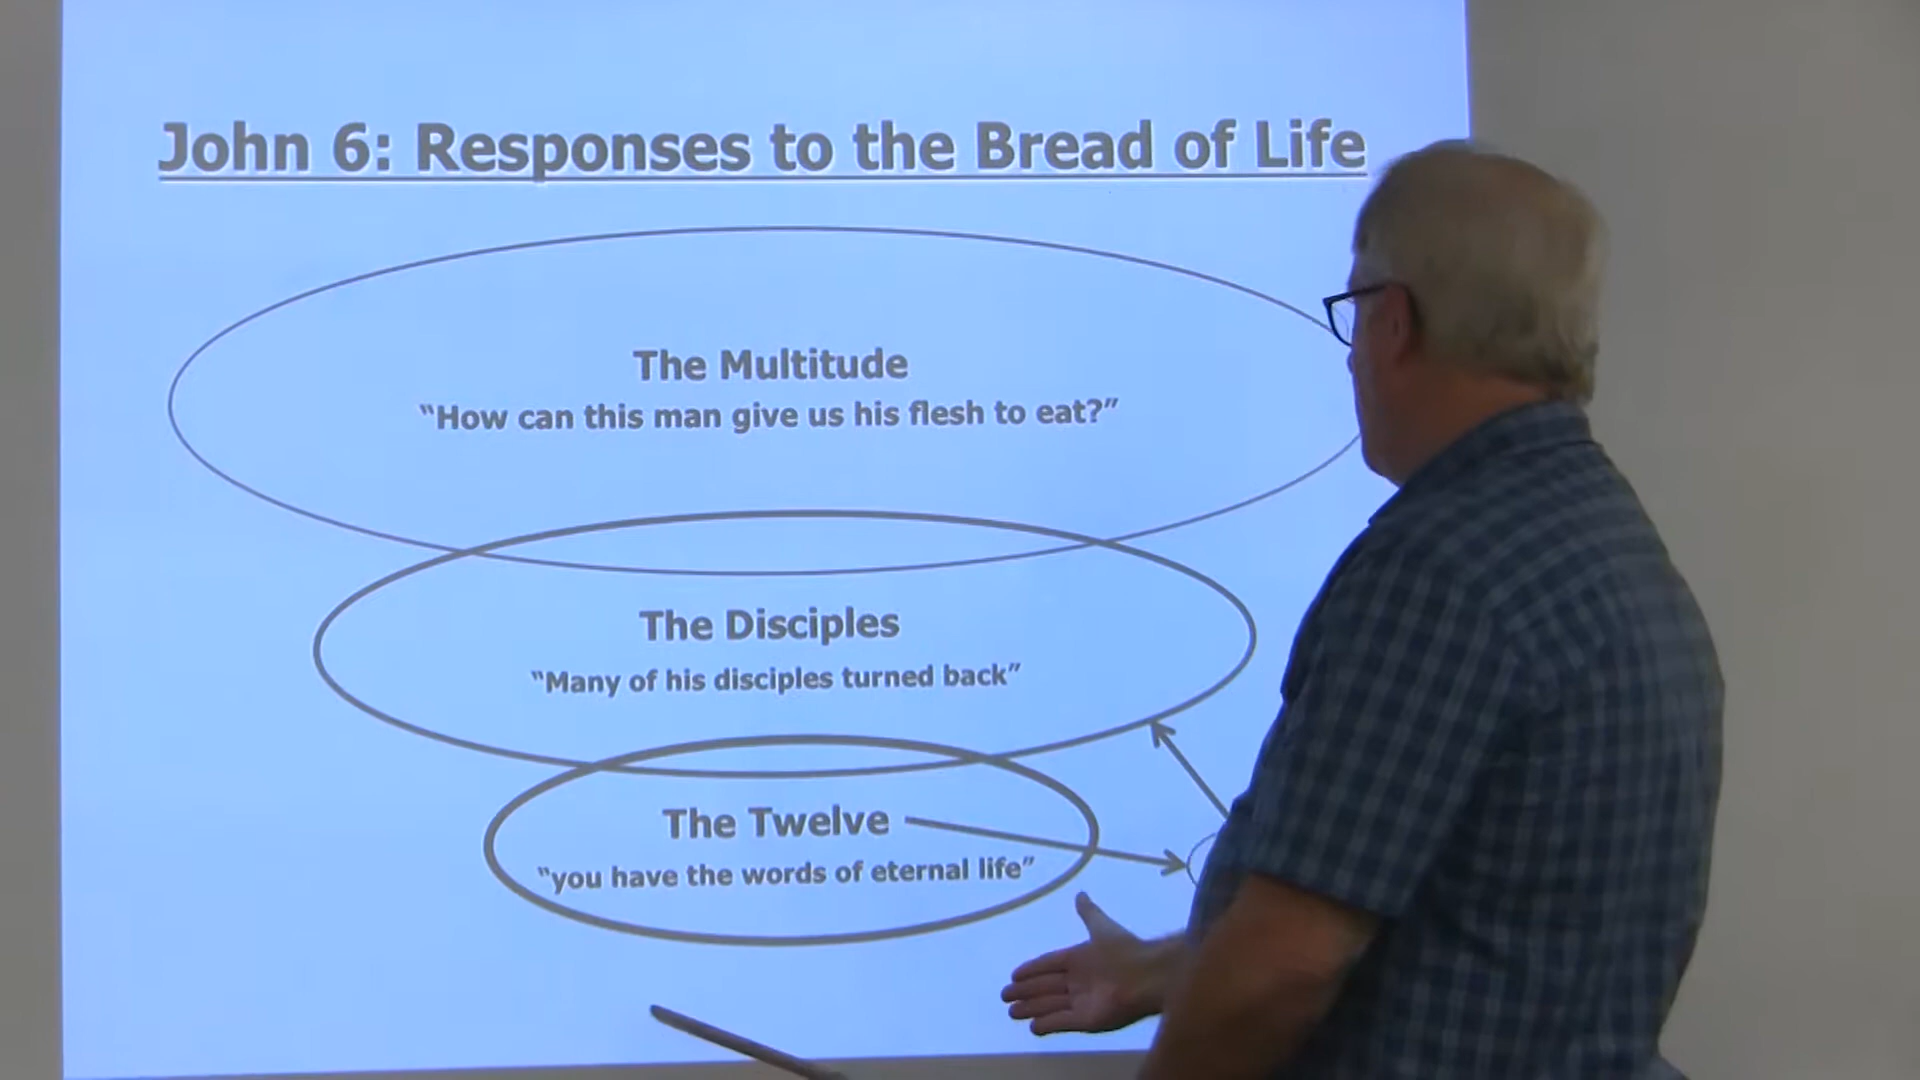 John 6: Responses to the Bread of Life
The Multitude
“How can this man give us his flesh to eat?”
The Disciples
“Many of his disciples turned back”
The Twelve
“you have the words of eternal life”